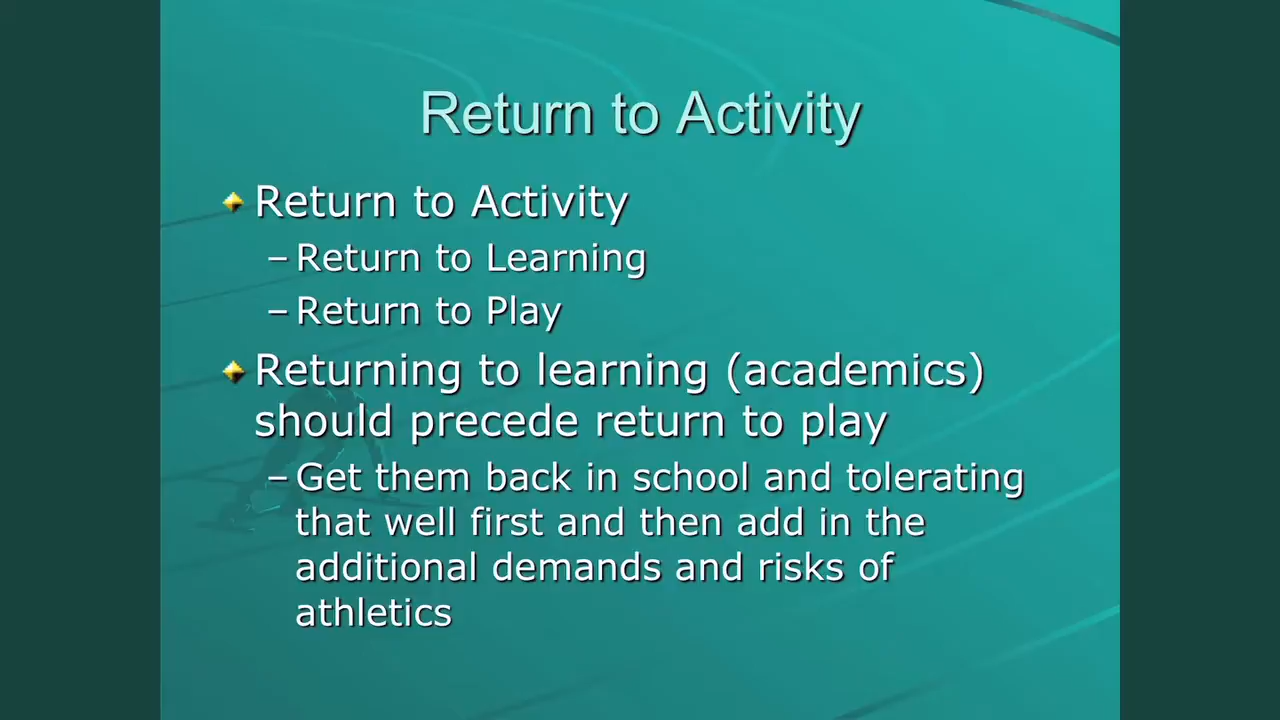 Return to Activity
Return to Activity
– Return to Learning
– Return to Play
Returning to learning (academics)
should precede return to play
– Get them back in school and tolerating
that well first and then add in the
additional demands and risks of
athletics